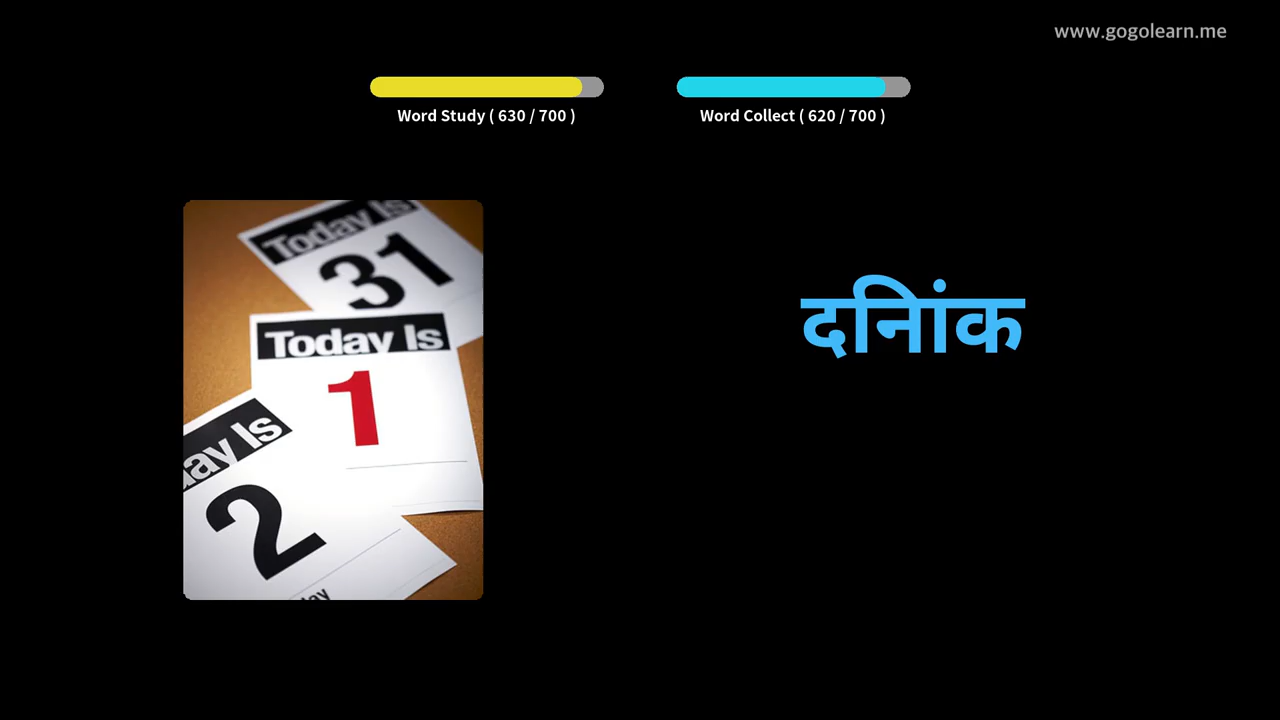 www.gogolearn.me
Word Study ( 630 / 700 )
Word Collect ( 620 / 700 )
Today Is
31
Today Is
1
ay Is
2
दनिांक